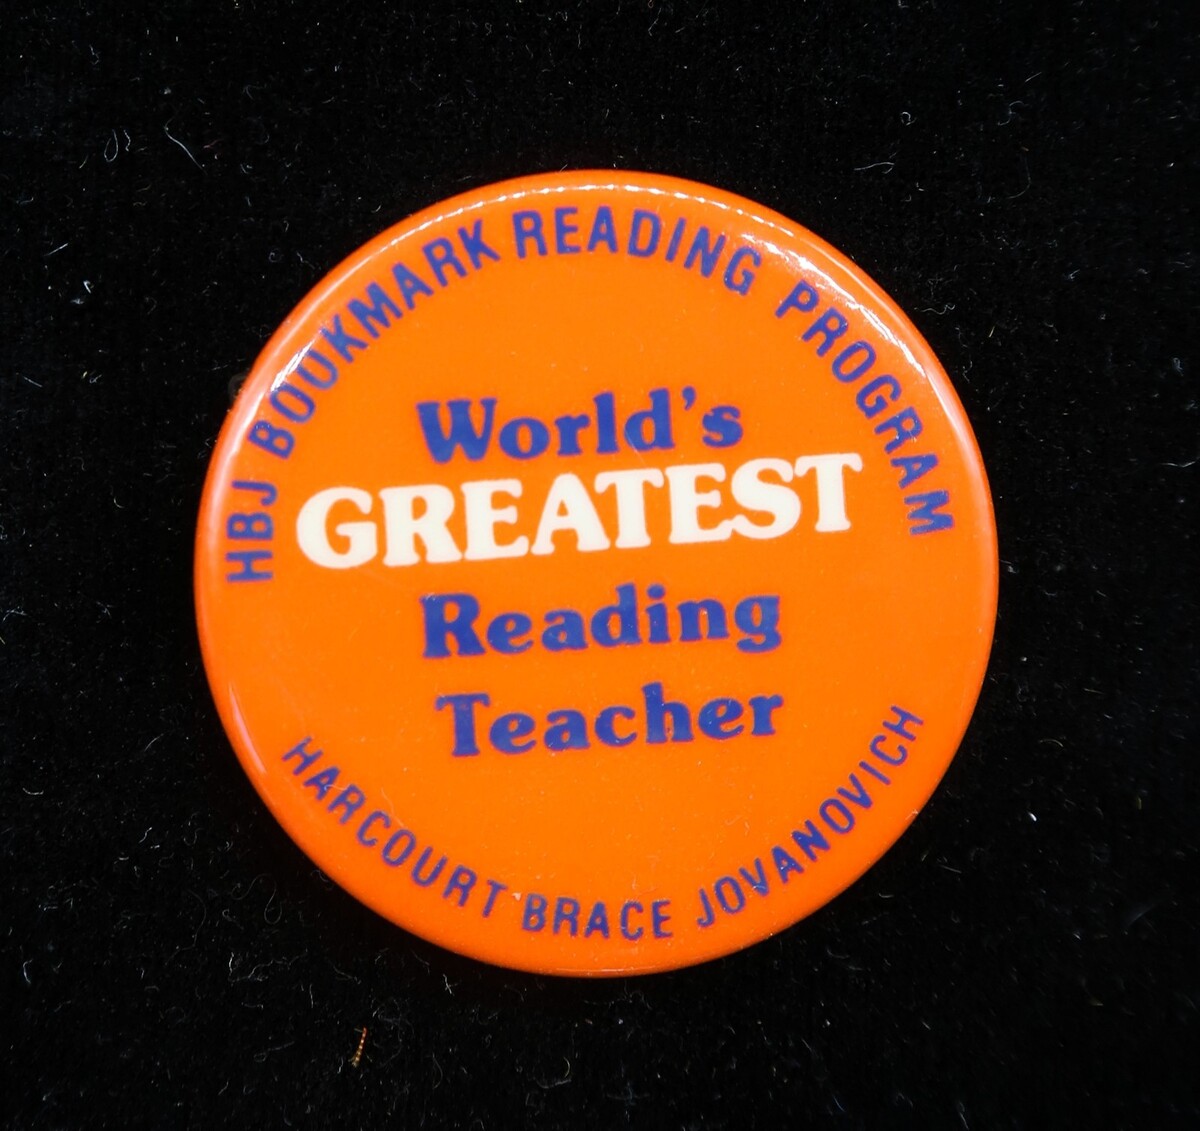 HBJ BOOKMARK READING PROGRAM
World's
GREATEST
Reading
Teacher
HARCOURT BRACE JOVANOVICH